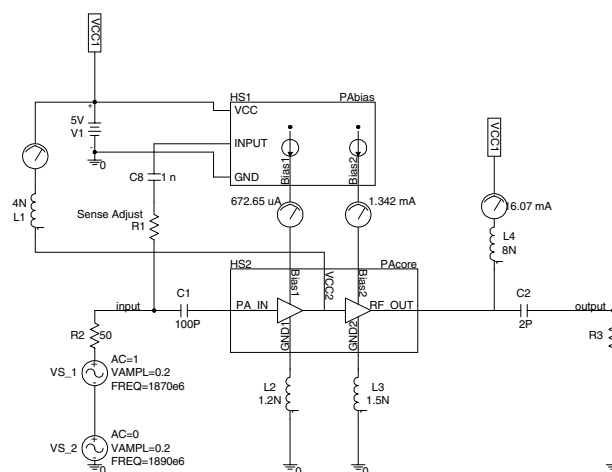 VCC1
HS1 PAbias
VCC
INPUT
GND
Bias1
Bias2
+
5V
V1
-
0
C8 1 n
4N
L1
Sense Adjust
R1
672.65 uA
1.342 mA
VCC1
16.07 mA
L4
8N
HS2 PAcore
Bias1
VCC2
Bias2
input
C1
100P
PA_IN
RF_OUT
GND1
GND2
C2
2P
output
R2 50
R3
VS_1
AC=1
VAMPL=0.2
FREQ=1870e6
L2
1.2N
L3
1.5N
VS_2
AC=0
VAMPL=0.2
FREQ=1890e6
0
0
0
0